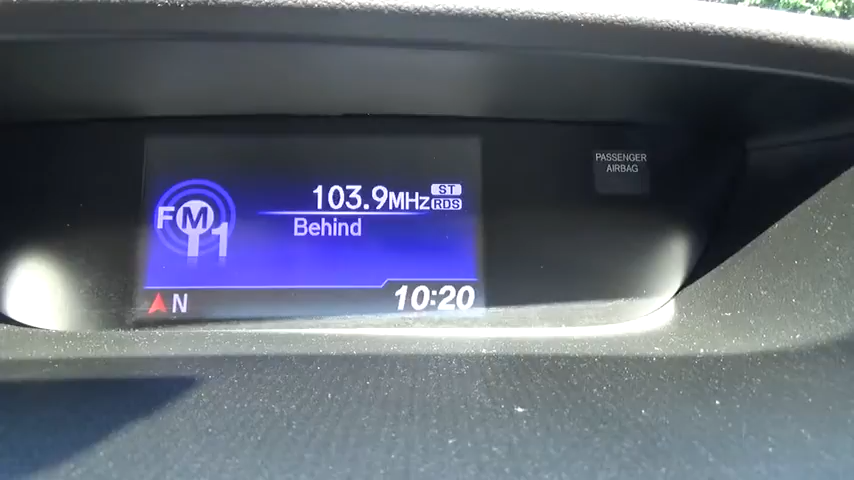 FM1
103.9MHz
ST
RDS
Behind
N
10:20
PASSENGER
AIRBAG